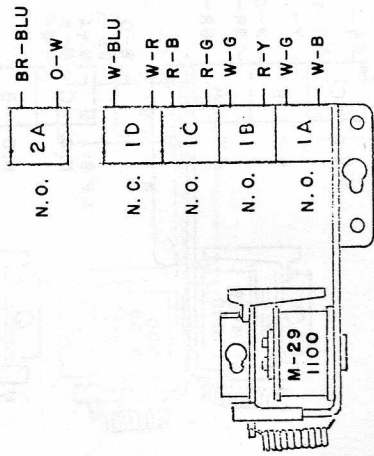 BR-BLU
O-W
W-BLU
W-R
R-B
R-G
W-G
R-Y
W-G
W-B
2A
1D
1C
1B
1A
N.O.
N.C.
N.O.
N.O.
N.O.
M-29
1100